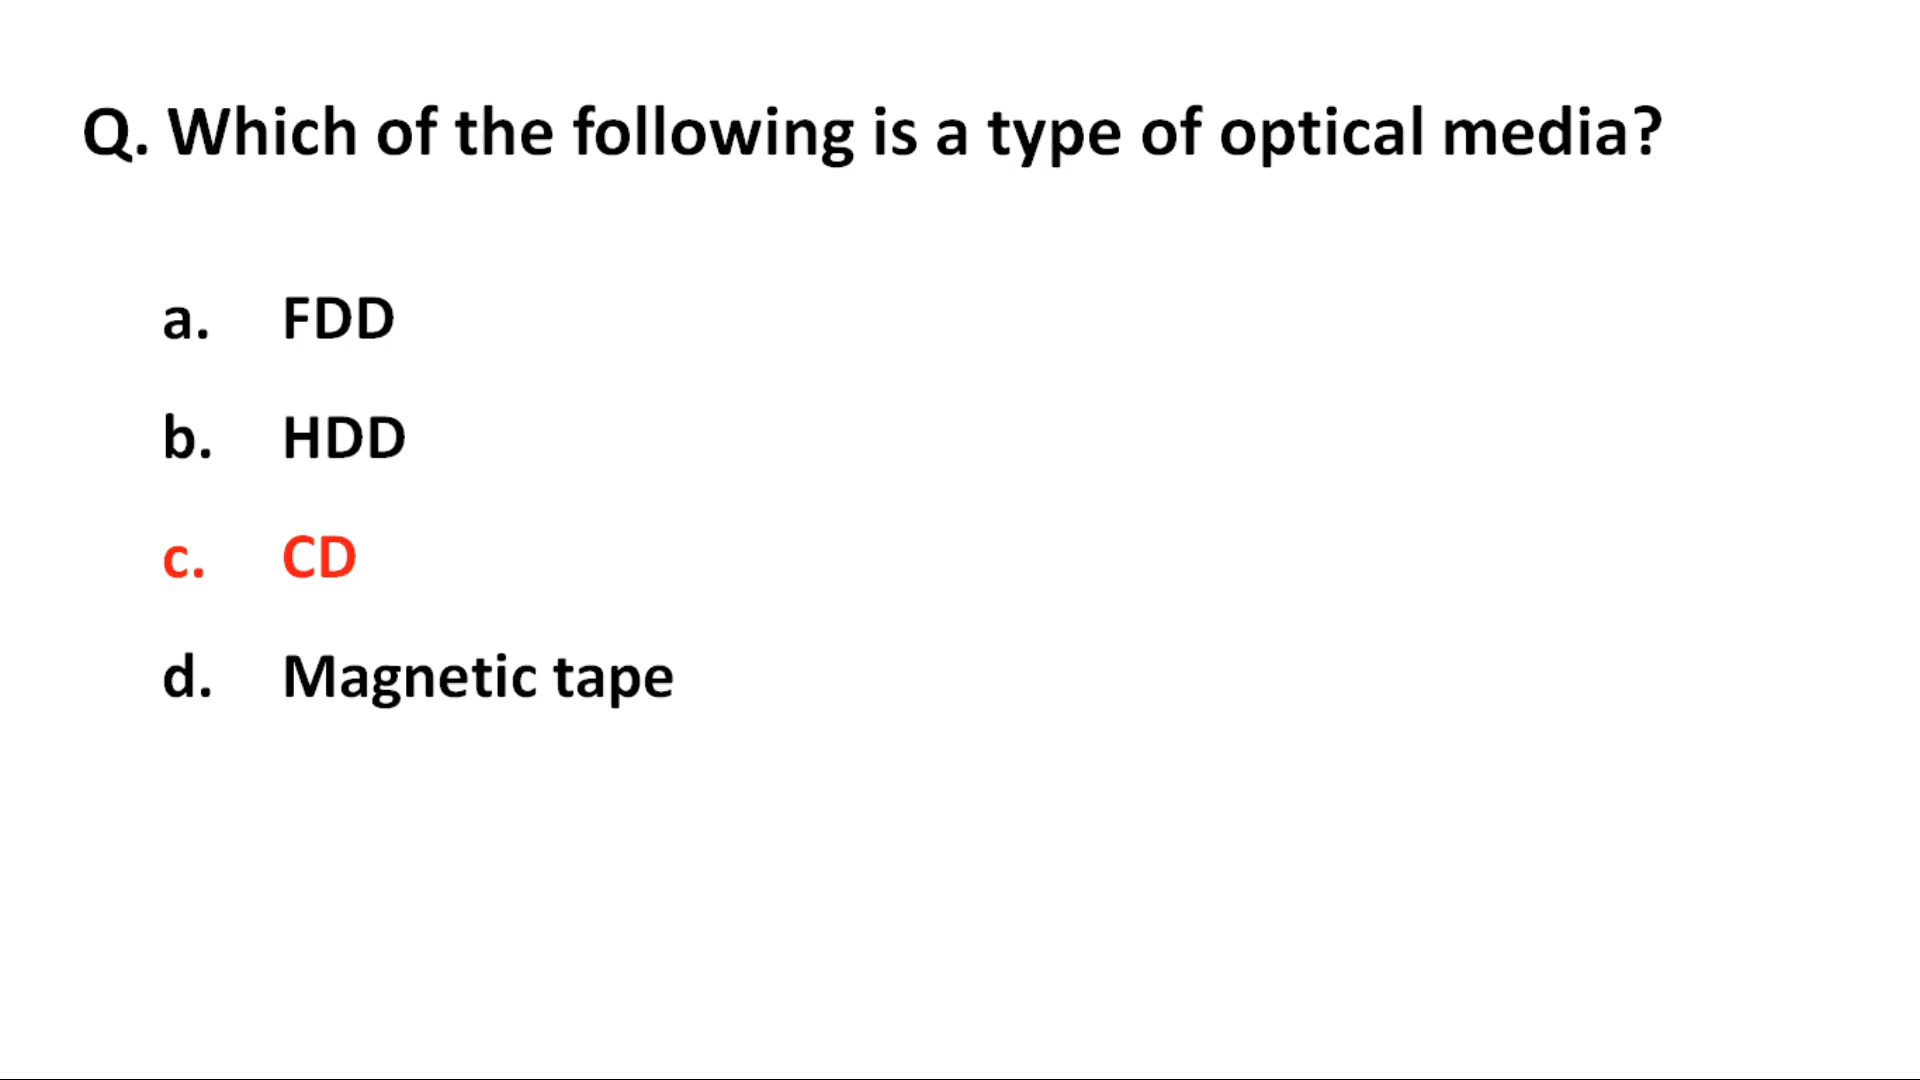 Q. Which of the following is a type of optical media?
a. FDD
b. HDD
c. CD
d. Magnetic tape